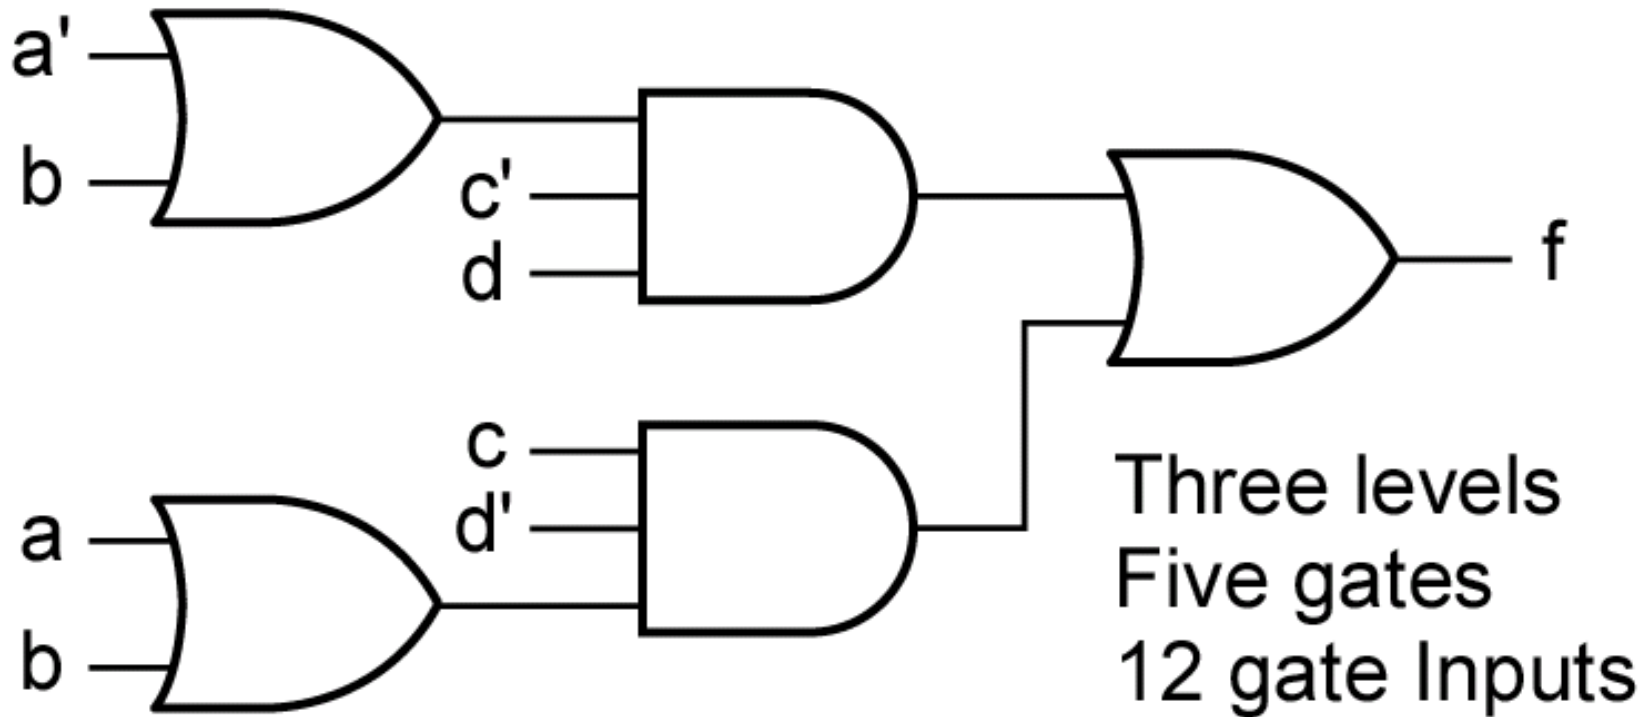 a'
b
c'
d
f
c
d'
a
b
Three levels
Five gates
12 gate Inputs